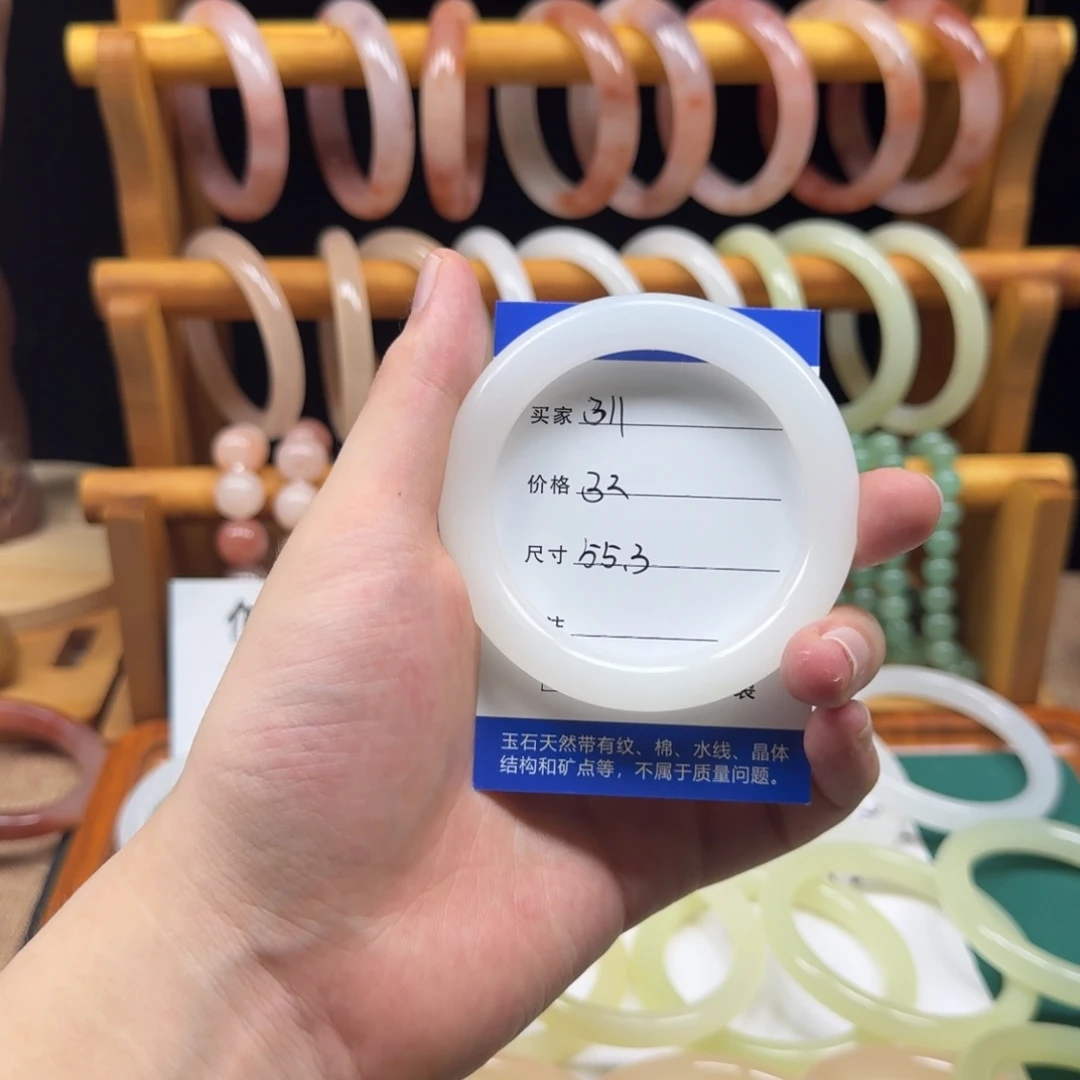 买家 311
价格 32
尺寸 55.3
玉石天然带有纹、棉、水线、晶体
结构和矿点等，不属于质量问题。